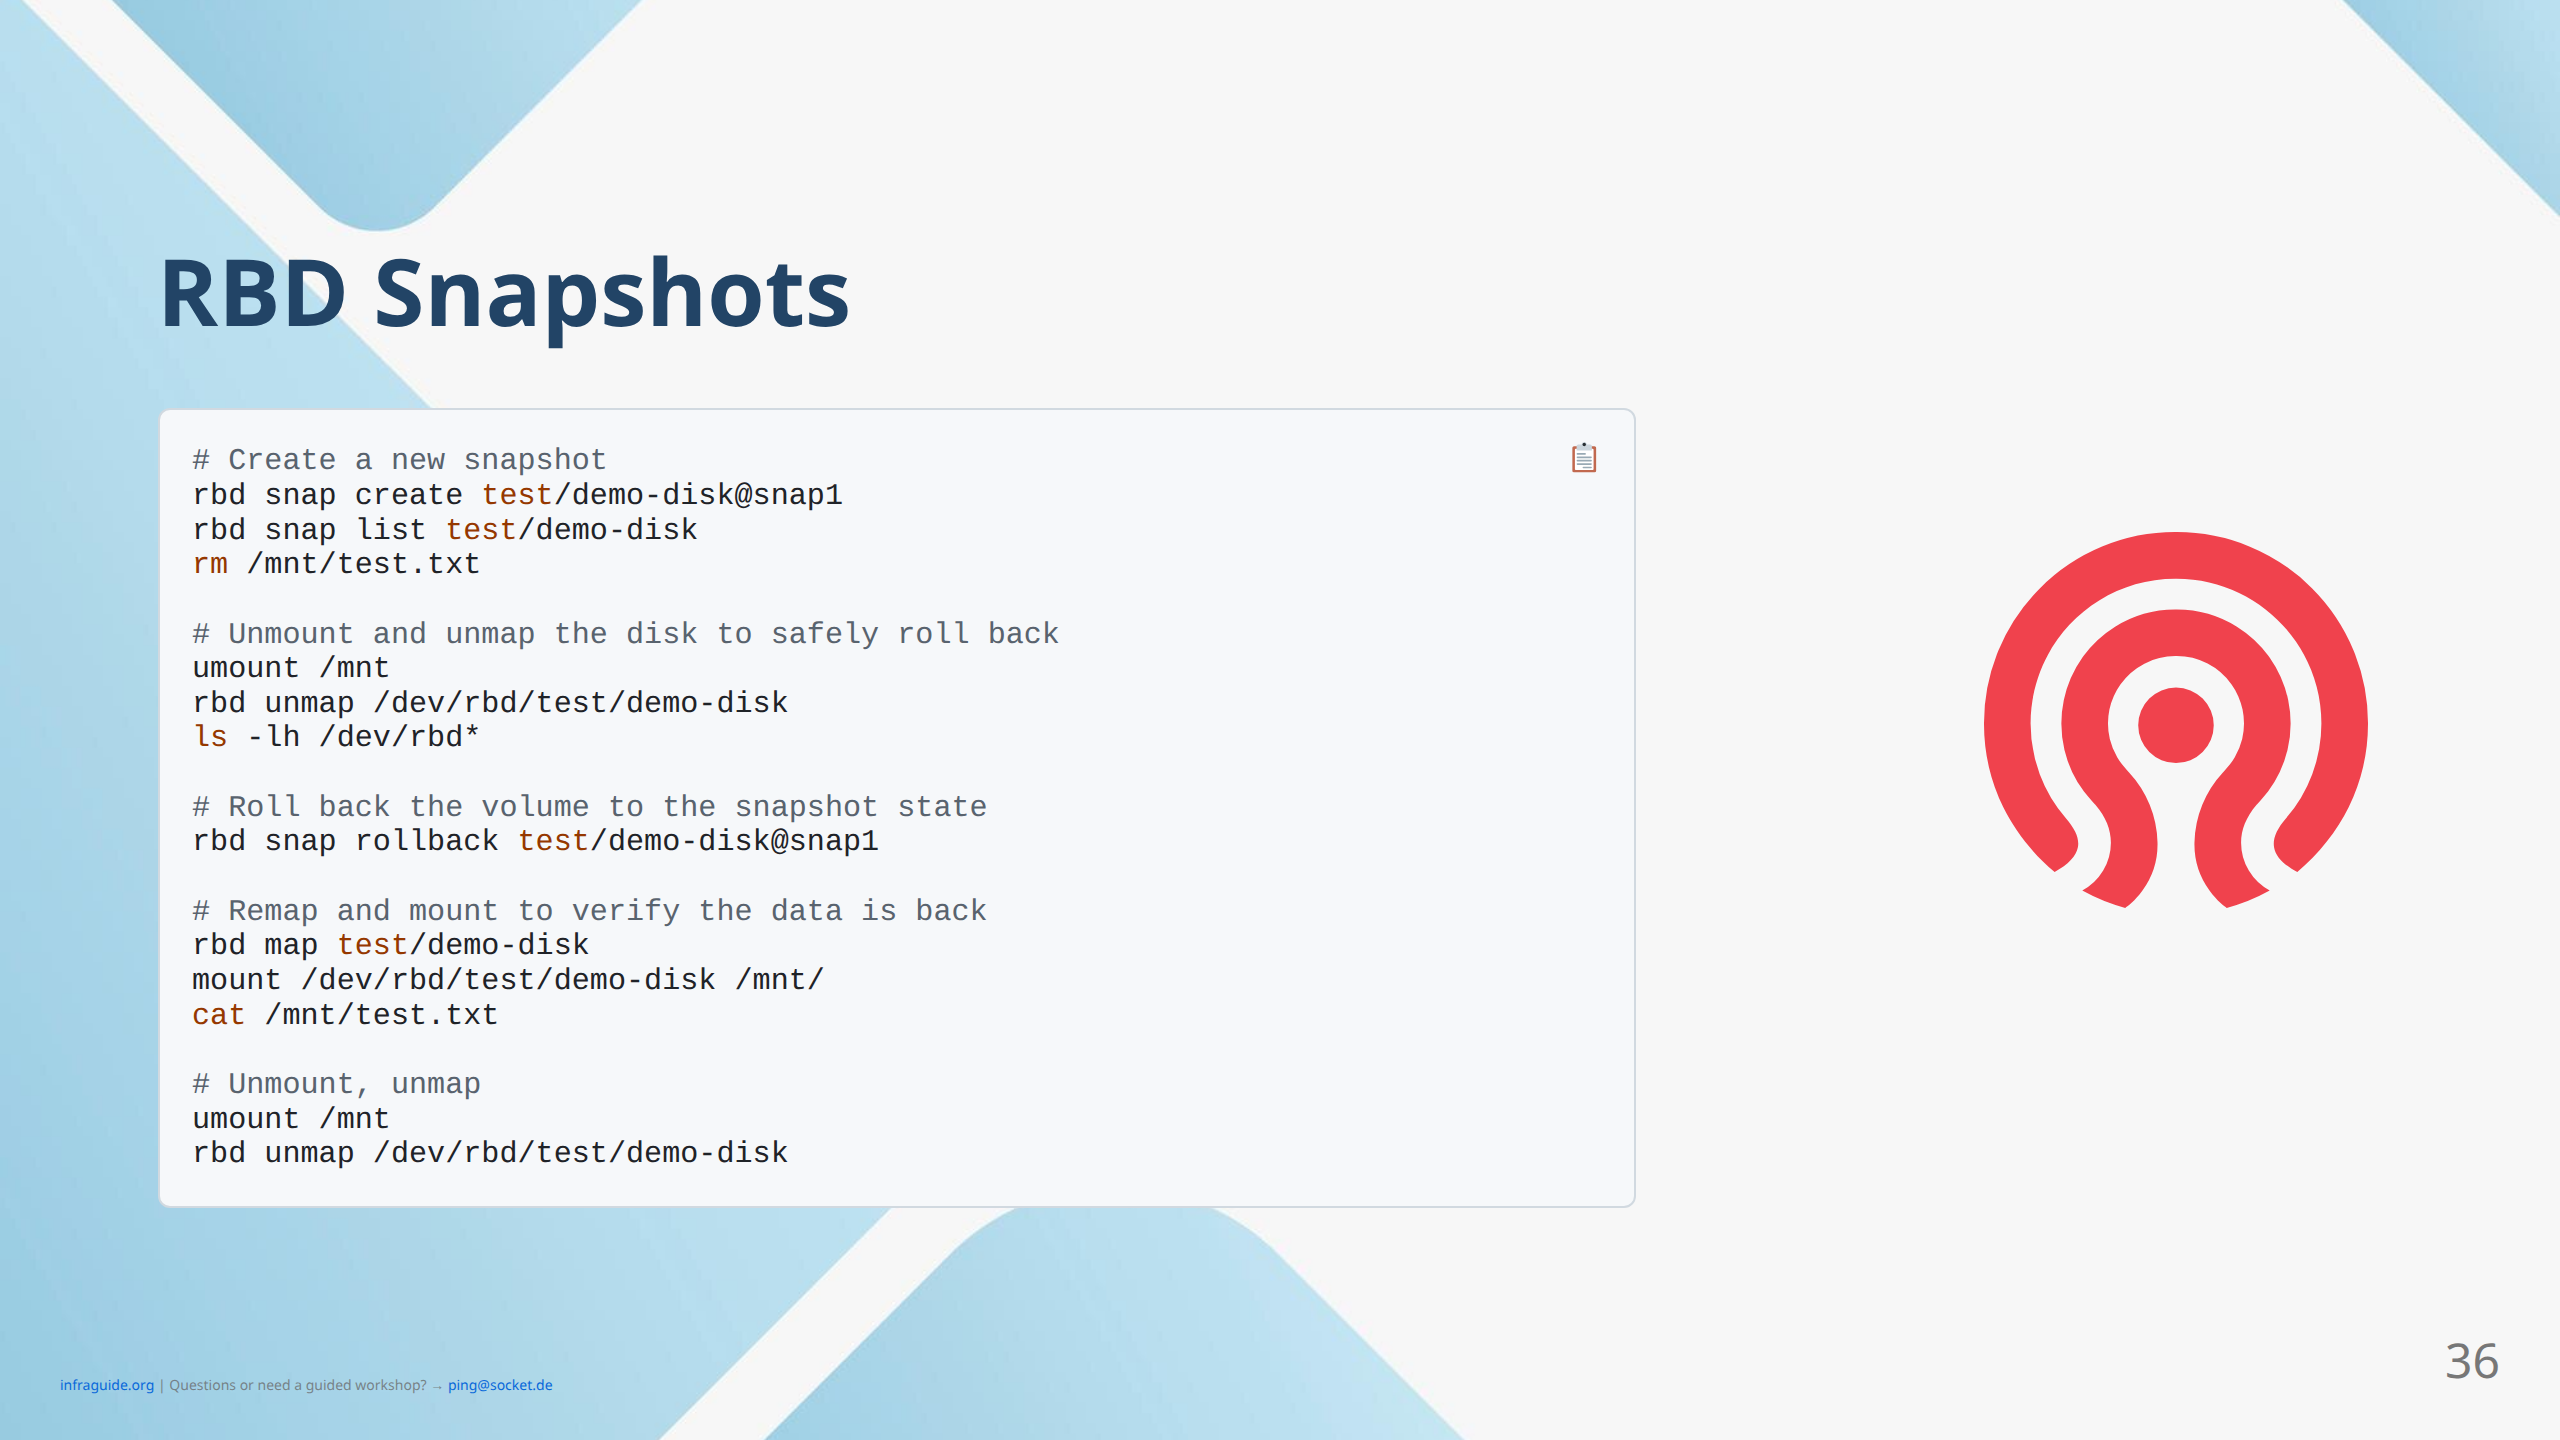 RBD Snapshots
# Create a new snapshot
rbd snap create test/demo-disk@snap1
rbd snap list test/demo-disk
rm /mnt/test.txt
# Unmount and unmap the disk to safely roll back
umount /mnt
rbd unmap /dev/rbd/test/demo-disk
ls -lh /dev/rbd*
# Roll back the volume to the snapshot state
rbd snap rollback test/demo-disk@snap1
# Remap and mount to verify the data is back
rbd map test/demo-disk
mount /dev/rbd/test/demo-disk /mnt/
cat /mnt/test.txt
# Unmount, unmap
umount /mnt
rbd unmap /dev/rbd/test/demo-disk
infraguide.org | Questions or need a guided workshop? → ping@socket.de
36